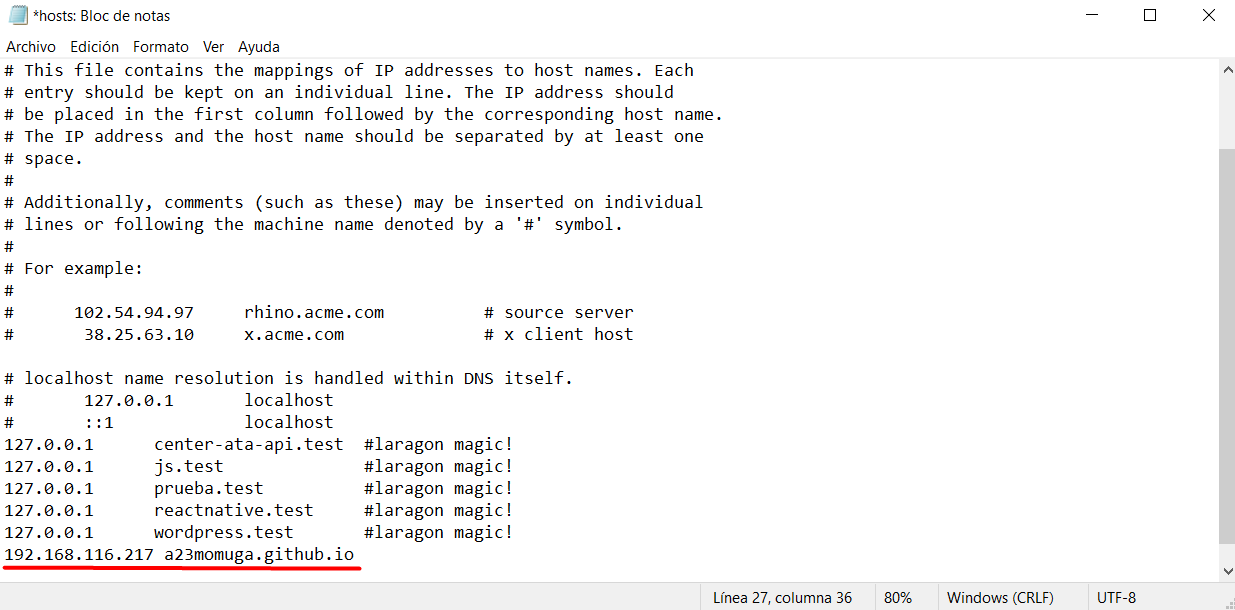 *hosts: Bloc de notas
Archivo Edición Formato Ver Ayuda
# This file contains the mappings of IP addresses to host names. Each
# entry should be kept on an individual line. The IP address should
# be placed in the first column followed by the corresponding host name.
# The IP address and the host name should be separated by at least one
# space.
#
# Additionally, comments (such as these) may be inserted on individual
# lines or following the machine name denoted by a '#' symbol.
#
# For example:
#
#      102.54.94.97     rhino.acme.com          # source server
#       38.25.63.10     x.acme.com              # x client host

# localhost name resolution is handled within DNS itself.
#       127.0.0.1       localhost
#       ::1             localhost
127.0.0.1      center-ata-api.test  #laragon magic!
127.0.0.1      js.test              #laragon magic!
127.0.0.1      prueba.test          #laragon magic!
127.0.0.1      reactnative.test     #laragon magic!
127.0.0.1      wordpress.test       #laragon magic!
192.168.116.217 a23momuga.github.io
Línea 27, columna 36 80% Windows (CRLF) UTF-8